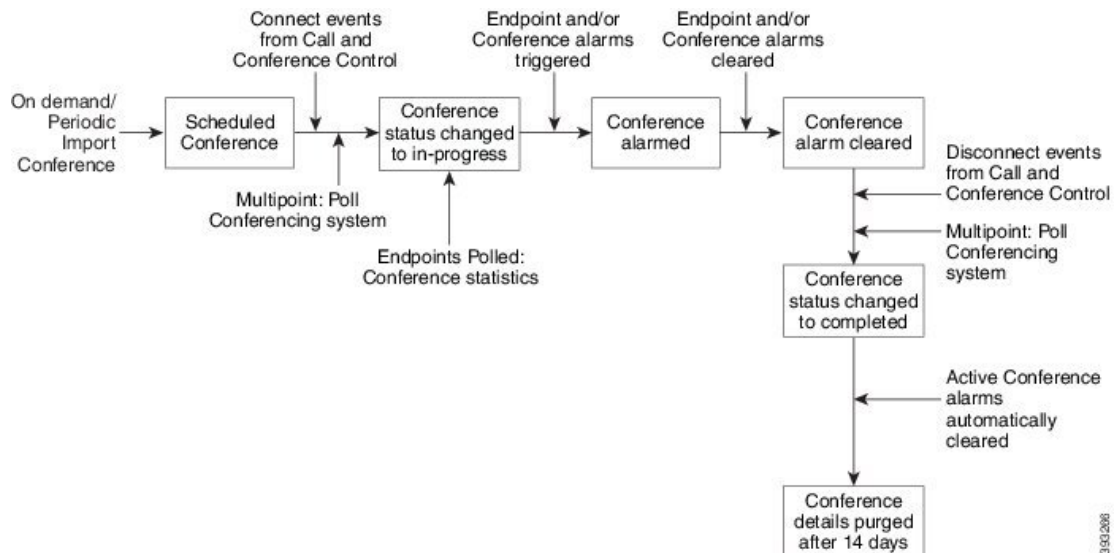 Connect events
from Call and
Conference Control
Endpoint and/or
Conference alarms
triggered
Endpoint and/or
Conference alarms
cleared
On demand/
Periodic
Import
Conference
Scheduled
Conference
Conference
status changed
to in-progress
Conference
alarmed
Conference
alarm cleared
Multipoint: Poll
Conferencing system
Endpoints Polled:
Conference statistics
Disconnect events
from Call and
Conference Control
Multipoint: Poll
Conferencing
system
Conference
status changed
to completed
Active Conference
alarms
automatically
cleared
Conference
details purged
after 14 days
393266